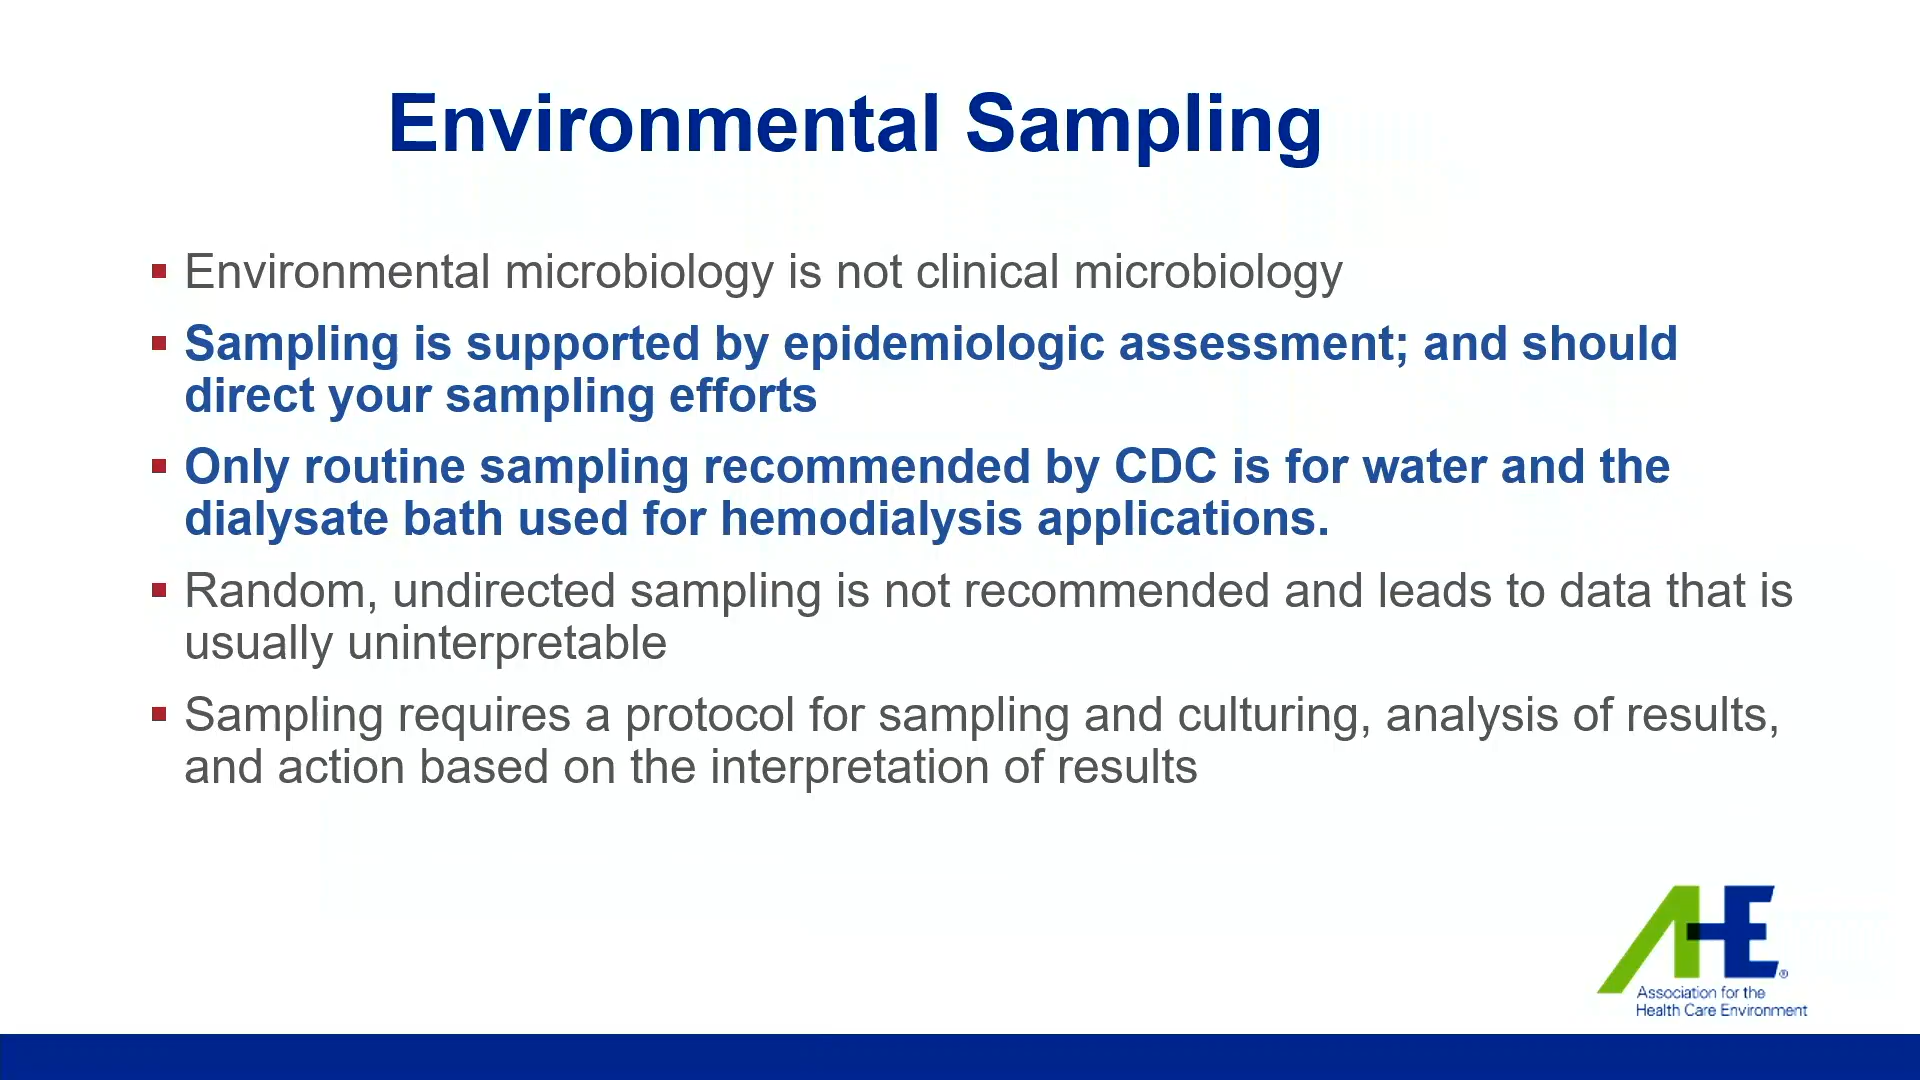 Environmental Sampling
Environmental microbiology is not clinical microbiology
Sampling is supported by epidemiologic assessment; and should
direct your sampling efforts
Only routine sampling recommended by CDC is for water and the
dialysate bath used for hemodialysis applications.
Random, undirected sampling is not recommended and leads to data that is
usually uninterpretable
Sampling requires a protocol for sampling and culturing, analysis of results,
and action based on the interpretation of results
AHE®
Association for the
Health Care Environment